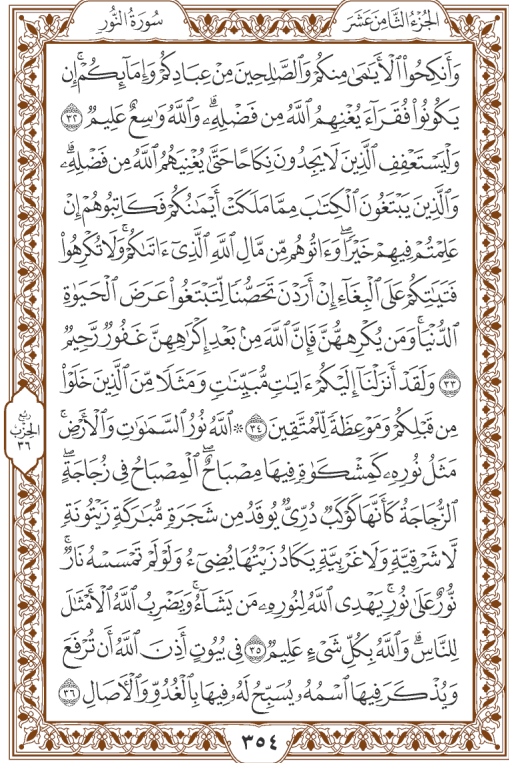 الجزء الثامن عشر
سورة النور
وَأَنكِحُوا۟ ٱلْأَيَـٰمَىٰ مِنكُمْ وَٱلصَّـٰلِحِينَ مِنْ عِبَادِكُمْ وَإِمَآئِكُمْ ۚ إِن
يَكُونُوا۟ فُقَرَآءَ يُغْنِهِمُ ٱللَّهُ مِن فَضْلِهِۦ ۗ وَٱللَّهُ وَٰسِعٌ عَلِيمٌ ۝٣٢
وَلْيَسْتَعْفِفِ ٱلَّذِينَ لَا يَجِدُونَ نِكَاحًا حَتَّىٰ يُغْنِيَهُمُ ٱللَّهُ مِن فَضْلِهِۦ ۗ
وَٱلَّذِينَ يَبْتَغُونَ ٱلْكِتَـٰبَ مِمَّا مَلَكَتْ أَيْمَـٰنُكُمْ فَكَاتِبُوهُمْ إِنْ
عَلِمْتُمْ فِيهِمْ خَيْرًا ۖ وَءَاتُوهُم مِّن مَّالِ ٱللَّهِ ٱلَّذِىٓ ءَاتَىٰكُمْ ۚ وَلَا تُكْرِهُوا۟
فَتَيَـٰتِكُمْ عَلَى ٱلْبِغَآءِ إِنْ أَرَدْنَ تَحَصُّنًا لِّتَبْتَغُوا۟ عَرَضَ ٱلْحَيَوٰةِ
ٱلدُّنْيَا ۚ وَمَن يُكْرِههُّنَّ فَإِنَّ ٱللَّهَ مِنۢ بَعْدِ إِكْرَٰهِهِنَّ غَفُورٌ رَّحِيمٌ
۝٣٣ وَلَقَدْ أَنزَلْنَآ إِلَيْكُمْ ءَايَـٰتٍ مُّبَيِّنَـٰتٍ وَمَثَلًا مِّنَ ٱلَّذِينَ خَلَوْا۟
مِن قَبْلِكُمْ وَمَوْعِظَةً لِّلْمُتَّقِينَ ۝٣٤ ۞ ٱللَّهُ نُورُ ٱلسَّمَـٰوَٰتِ وَٱلْأَرْضِ ۚ
مَثَلُ نُورِهِۦ كَمِشْكَوٰةٍ فِيهَا مِصْبَاحٌ ۖ ٱلْمِصْبَاحُ فِى زُجَاجَةٍ ۖ
ٱلزُّجَاجَةُ كَأَنَّهَا كَوْكَبٌ دُرِّىٌّ يُوقَدُ مِن شَجَرَةٍ مُّبَـٰرَكَةٍ زَيْتُونَةٍ
لَّا شَرْقِيَّةٍ وَلَا غَرْبِيَّةٍ يَكَادُ زَيْتُهَا يُضِىٓءُ وَلَوْ لَمْ تَمْسَسْهُ نَارٌ ۚ
نُّورٌ عَلَىٰ نُورٍ ۗ يَهْدِى ٱللَّهُ لِنُورِهِۦ مَن يَشَآءُ ۚ وَيَضْرِبُ ٱللَّهُ ٱلْأَمْثَـٰلَ
لِلنَّاسِ ۗ وَٱللَّهُ بِكُلِّ شَىْءٍ عَلِيمٌ ۝٣٥ فِى بُيُوتٍ أَذِنَ ٱللَّهُ أَن تُرْفَعَ
وَيُذْكَرَ فِيهَا ٱسْمُهُۥ يُسَبِّحُ لَهُۥ فِيهَا بِٱلْغُدُوِّ وَٱلْـَٔاصَالِ ۝٣٦
ربع
الحزب
٣٦
٣٥٤